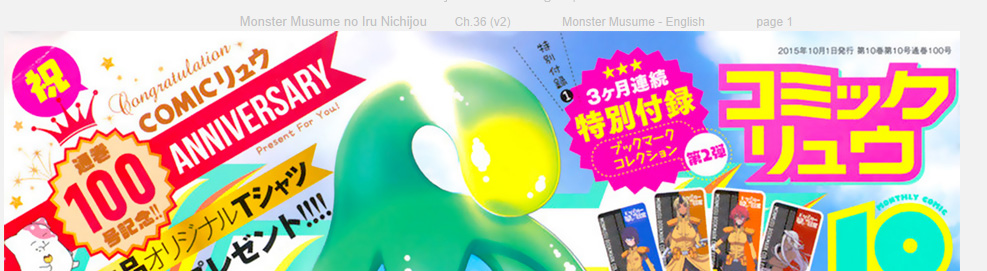 Monster Musume no Iru Nichijou Ch.36 (v2) Monster Musume - English page 1
2015年10月1日発行 第10巻第10号通巻100号
祝
Congratulation
COMICリュウ
ANNIVERSARY
Present For You!
通巻
100
号記念!!
オリジナルTシャツ
プレゼント!!!!
特別付録
1
3ヶ月連続
特別付録
ブックマーク
コレクション
第2弾
コミック
リュウ
MONTHLY COMIC
10